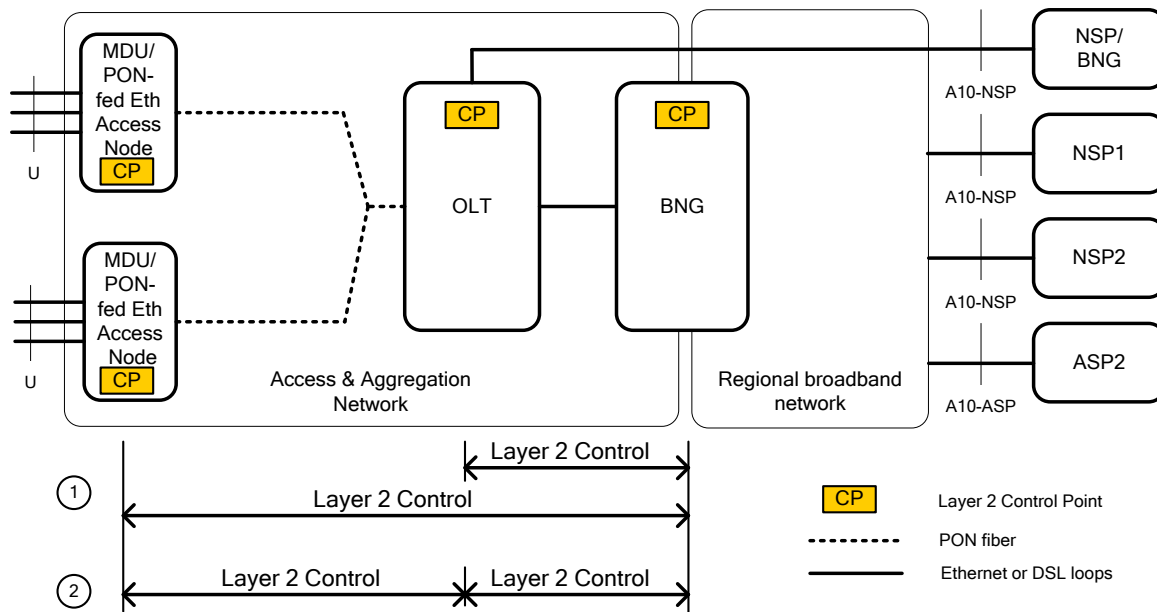 MDU/
PON-
fed Eth
Access
Node
CP
U
MDU/
PON-
fed Eth
Access
Node
CP
U
CP
OLT
CP
BNG
Access & Aggregation
Network
Regional broadband
network
A10-NSP
NSP/
BNG
A10-NSP
NSP1
A10-NSP
NSP2
A10-ASP
ASP2
1
Layer 2 Control
Layer 2 Control
2
Layer 2 Control
Layer 2 Control
CP
Layer 2 Control Point
PON fiber
Ethernet or DSL loops